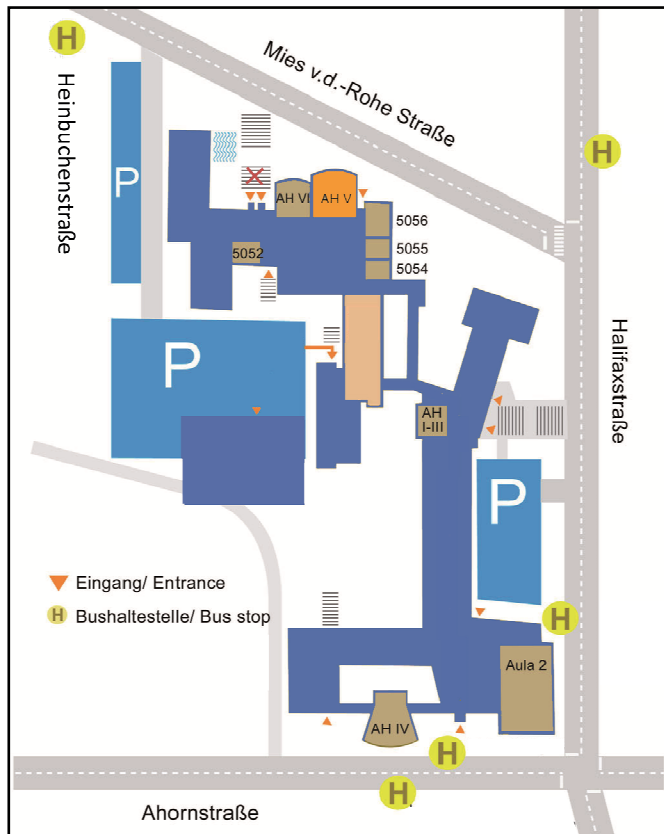 H
Heinbuchenstraße
Mies v.d.-Rohe Straße
H
P
AH VI
AH V
5056
5055
5054
5052
P
Halifaxstraße
AH
I-III
P
Eingang/ Entrance
H
Bushaltestelle/ Bus stop
H
Aula 2
AH IV
H
H
Ahornstraße